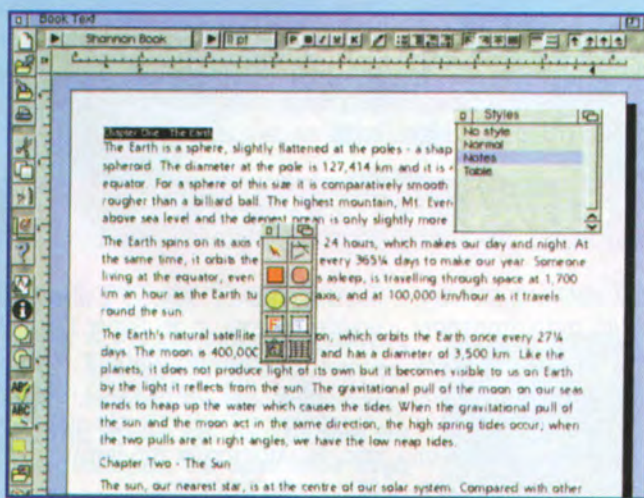 Book Text
Shannon Book
pt
Chapter One - The Earth
The Earth is a sphere, slightly flattened at the poles - a shap
spheroid. The diameter at the pole is 127,414 km and it is
equator. For a sphere of this size it is comparatively smooth
rougher than a billiard ball. The highest mountain, Mt. Even
above sea level and the deepest ocean is only slightly more
Styles
No style
Normal
Notes
Table
The Earth spins on its axis 24 hours, which makes our day and night. At
the same time, it orbits the every 365¼ days to make our year. Someone
living at the equator, even asleep, is travelling through space at 1,700
km an hour as the Earth tu axis, and at 100,000 km/hour as it travels
round the sun.
The Earth's natural satellite on, which orbits the Earth once every 27¼
days. The moon is 400,000 and has a diameter of 3,500 km. Like the
planets, it does not produce light of its own but it becomes visible to us on Earth
by the light it reflects from the sun. The gravitational pull of the moon on our seas
tends to heap up the water which causes the tides. When the gravitational pull of
the sun and the moon act in the same direction, the high spring tides occur; when
the two pulls are at right angles, we have the low neap tides.
Chapter Two - The Sun
The sun, our nearest star, is at the centre of our solar system. Compared with other
ABC
ABC